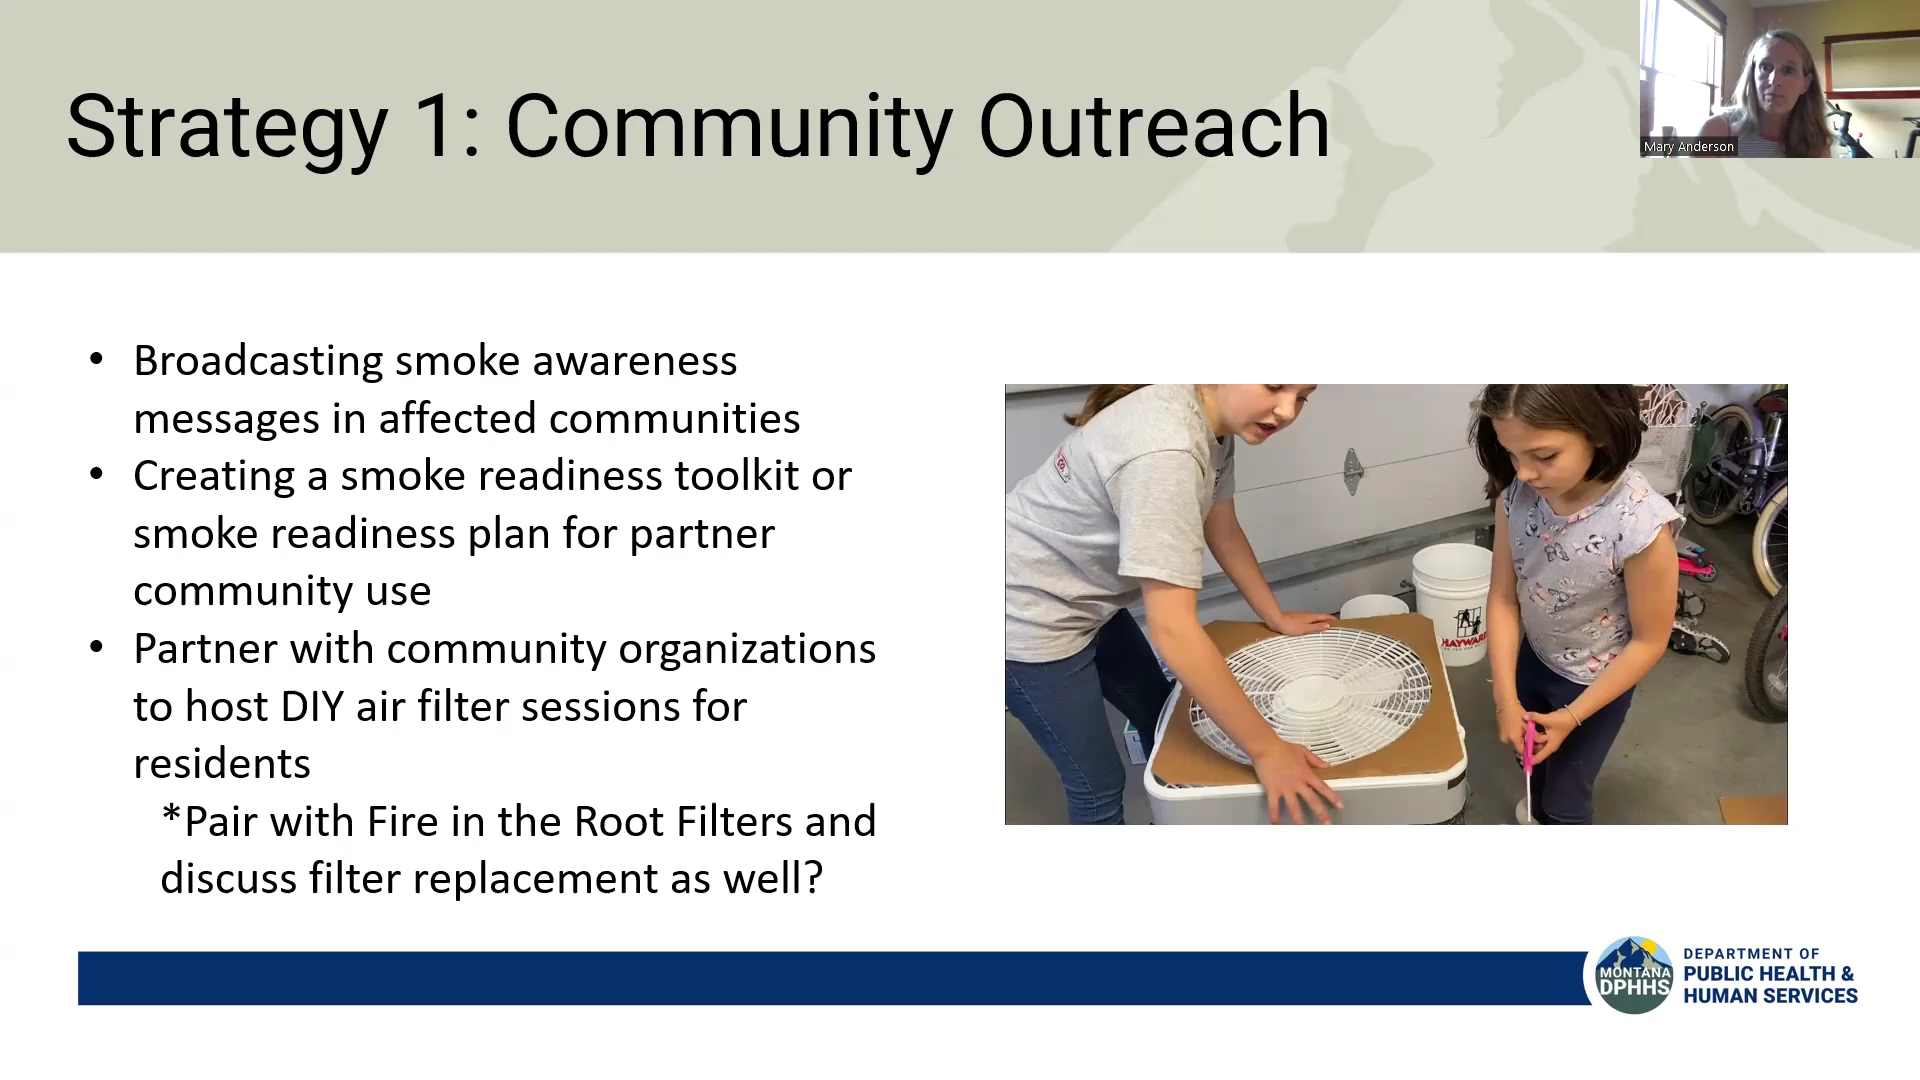 Strategy 1: Community Outreach
Mary Anderson
• Broadcasting smoke awareness
messages in affected communities
• Creating a smoke readiness toolkit or
smoke readiness plan for partner
community use
• Partner with community organizations
to host DIY air filter sessions for
residents
*Pair with Fire in the Root Filters and
discuss filter replacement as well?
HAYWARD
MONTANA
DPHHS
DEPARTMENT OF
PUBLIC HEALTH &
HUMAN SERVICES